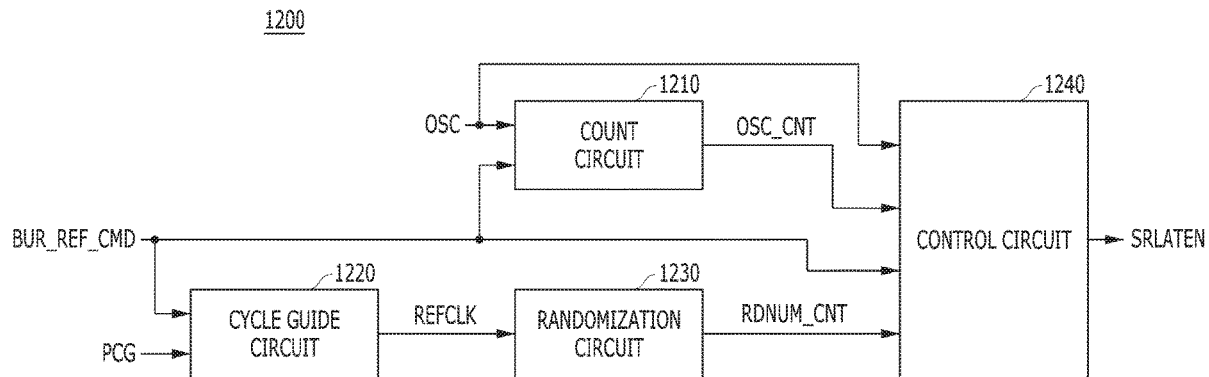 1200
1210
1240
OSC
COUNT
CIRCUIT
OSC_CNT
BUR_REF_CMD
CONTROL CIRCUIT
SRLATEN
1220
1230
CYCLE GUIDE
CIRCUIT
REFCLK
RANDOMIZATION
CIRCUIT
RDNUM_CNT
PCG